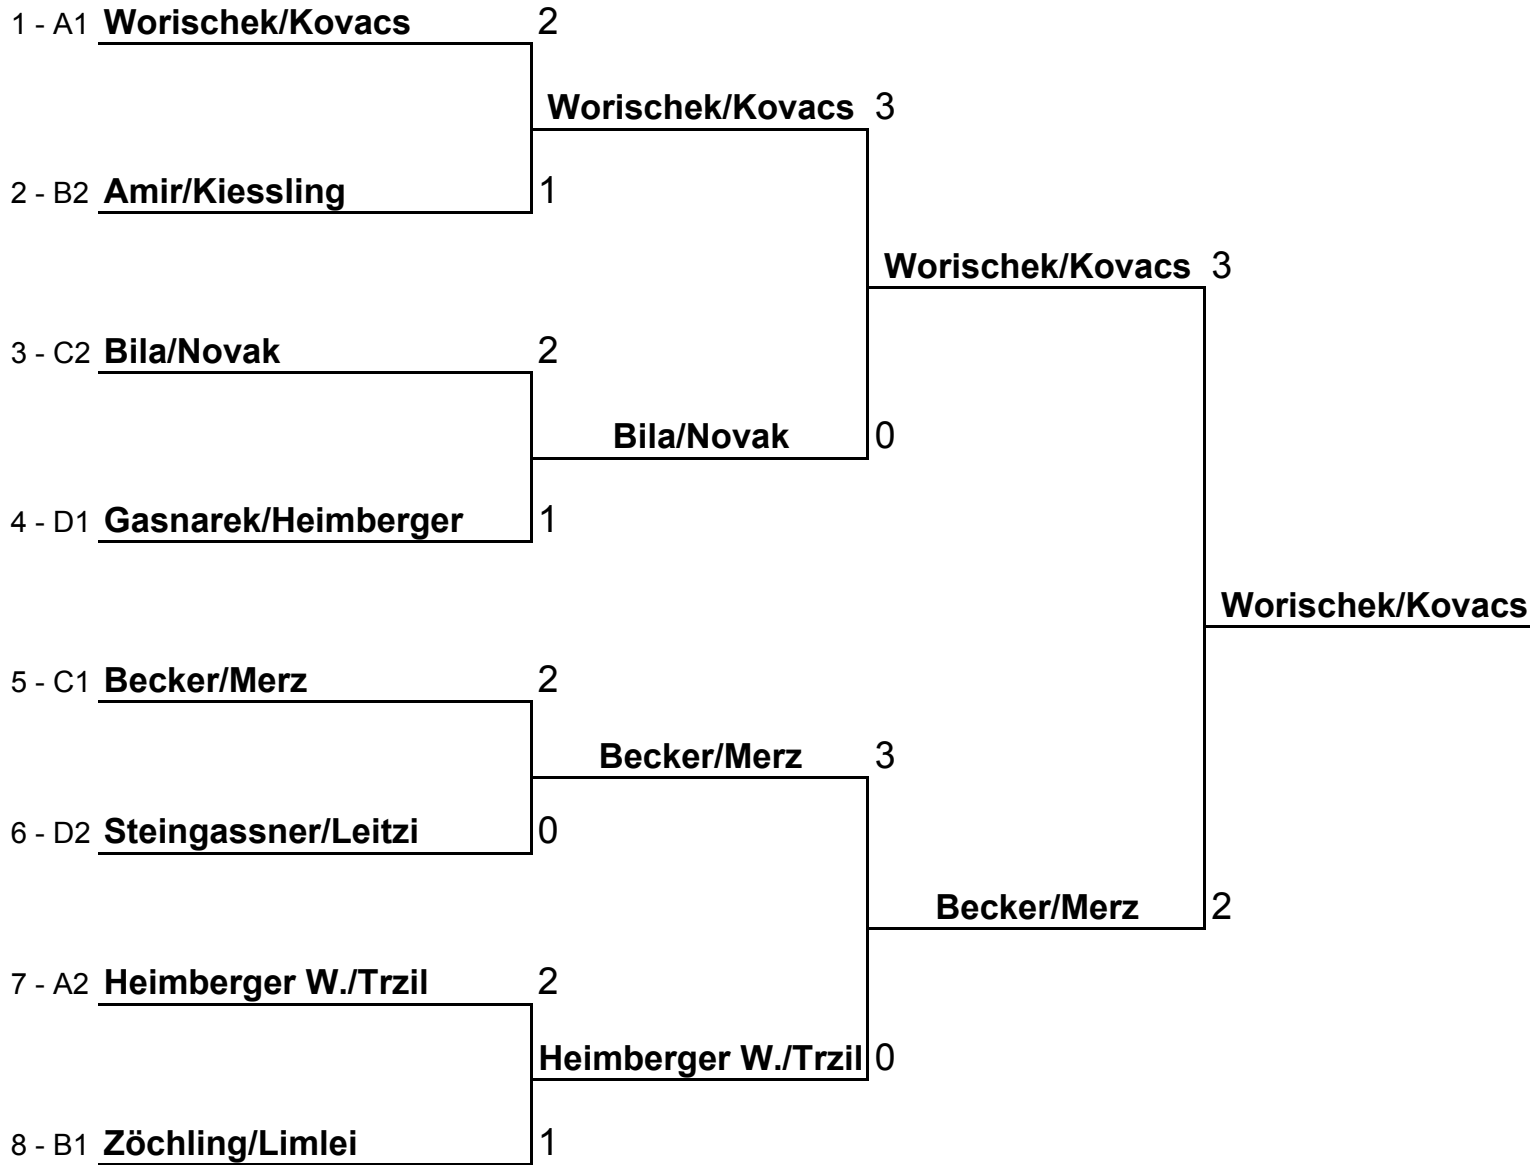 1 - A1 Worischek/Kovacs 2
Worischek/Kovacs 3
2 - B2 Amir/Kiessling 1
Worischek/Kovacs 3
3 - C2 Bila/Novak 2
Bila/Novak 0
4 - D1 Gasnarek/Heimberger 1
Worischek/Kovacs
5 - C1 Becker/Merz 2
Becker/Merz 3
6 - D2 Steingassner/Leitzi 0
Becker/Merz 2
7 - A2 Heimberger W./Trzil 2
Heimberger W./Trzil 0
8 - B1 Zöchling/Limlei 1